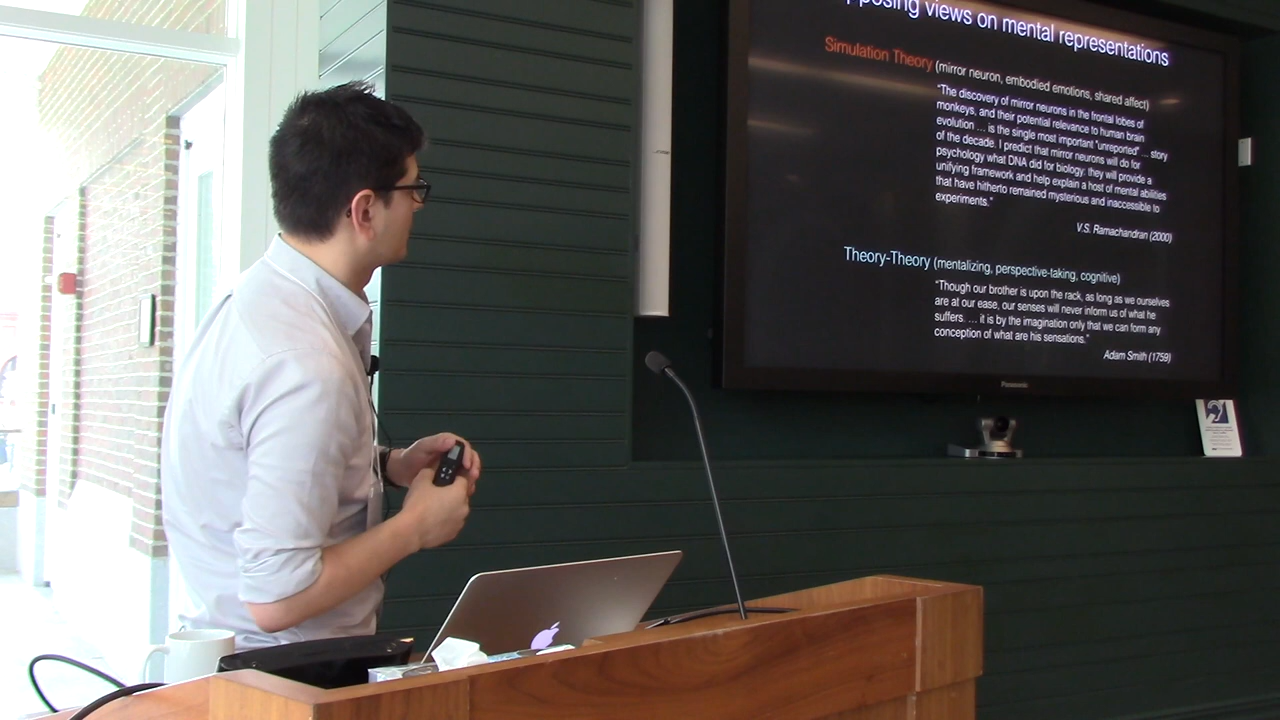 posing views on mental representations
Simulation Theory (mirror neuron, embodied emotions, shared affect)
"The discovery of mirror neurons in the frontal lobes of
monkeys, and their potential relevance to human brain
evolution ... is the single most important "unreported" ... story
of the decade. I predict that mirror neurons will do for
psychology what DNA did for biology: they will provide a
unifying framework and help explain a host of mental abilities
that have hitherto remained mysterious and inaccessible to
experiments."
V.S. Ramachandran (2000)
Theory-Theory (mentalizing, perspective-taking, cognitive)
"Though our brother is upon the rack, as long as we ourselves
are at our ease, our senses will never inform us of what he
suffers. ... it is by the imagination only that we can form any
conception of what are his sensations."
Adam Smith (1759)
Panasonic